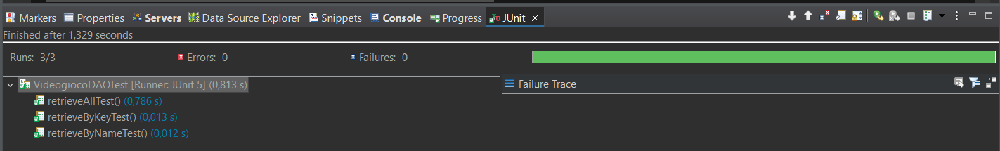 Markers Properties Servers Data Source Explorer Snippets Console Progress JUnit
Finished after 1,329 seconds
Runs: 3/3 Errors: 0 Failures: 0
VideogiocoDAOTest [Runner: JUnit 5] (0,813 s)
Failure Trace
retrieveAllTest() (0,786 s)
retrieveByKeyTest() (0,013 s)
retrieveByNameTest() (0,012 s)